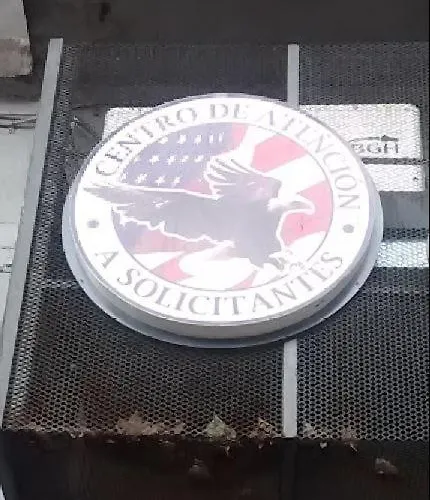 CENTRO DE ATENCION
A SOLICITANTES
BGH